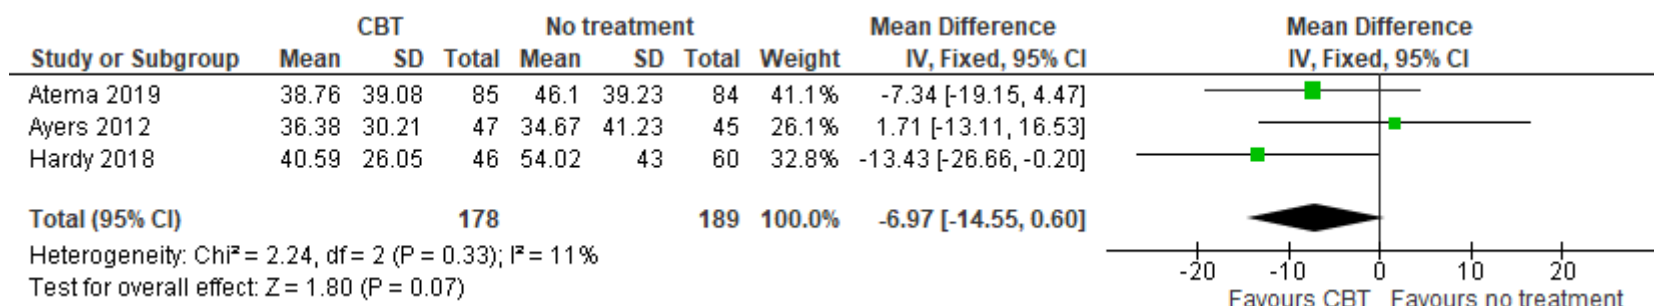 CBT No treatment Mean Difference Mean Difference
Study or Subgroup Mean SD Total Mean SD Total Weight IV, Fixed, 95% CI IV, Fixed, 95% CI
Atema 2019 38.76 39.08 85 46.1 39.23 84 41.1% -7.34 [-19.15, 4.47]
Ayers 2012 36.38 30.21 47 34.67 41.23 45 26.1% 1.71 [-13.11, 16.53]
Hardy 2018 40.59 26.05 46 54.02 43 60 32.8% -13.43 [-26.66, -0.20]
Total (95% CI) 178 189 100.0% -6.97 [-14.55, 0.60]
Heterogeneity: Chi² = 2.24, df = 2 (P = 0.33); I² = 11%
Test for overall effect: Z = 1.80 (P = 0.07)
-20 -10 0 10 20
Favours CBT Favours no treatment